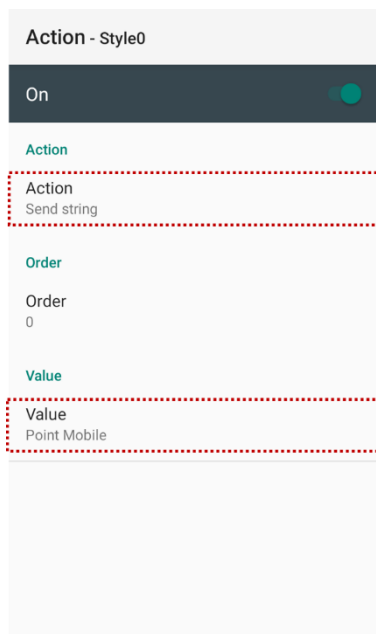 Action - Style0
On
Action
Action
Send string
Order
Order
0
Value
Value
Point Mobile